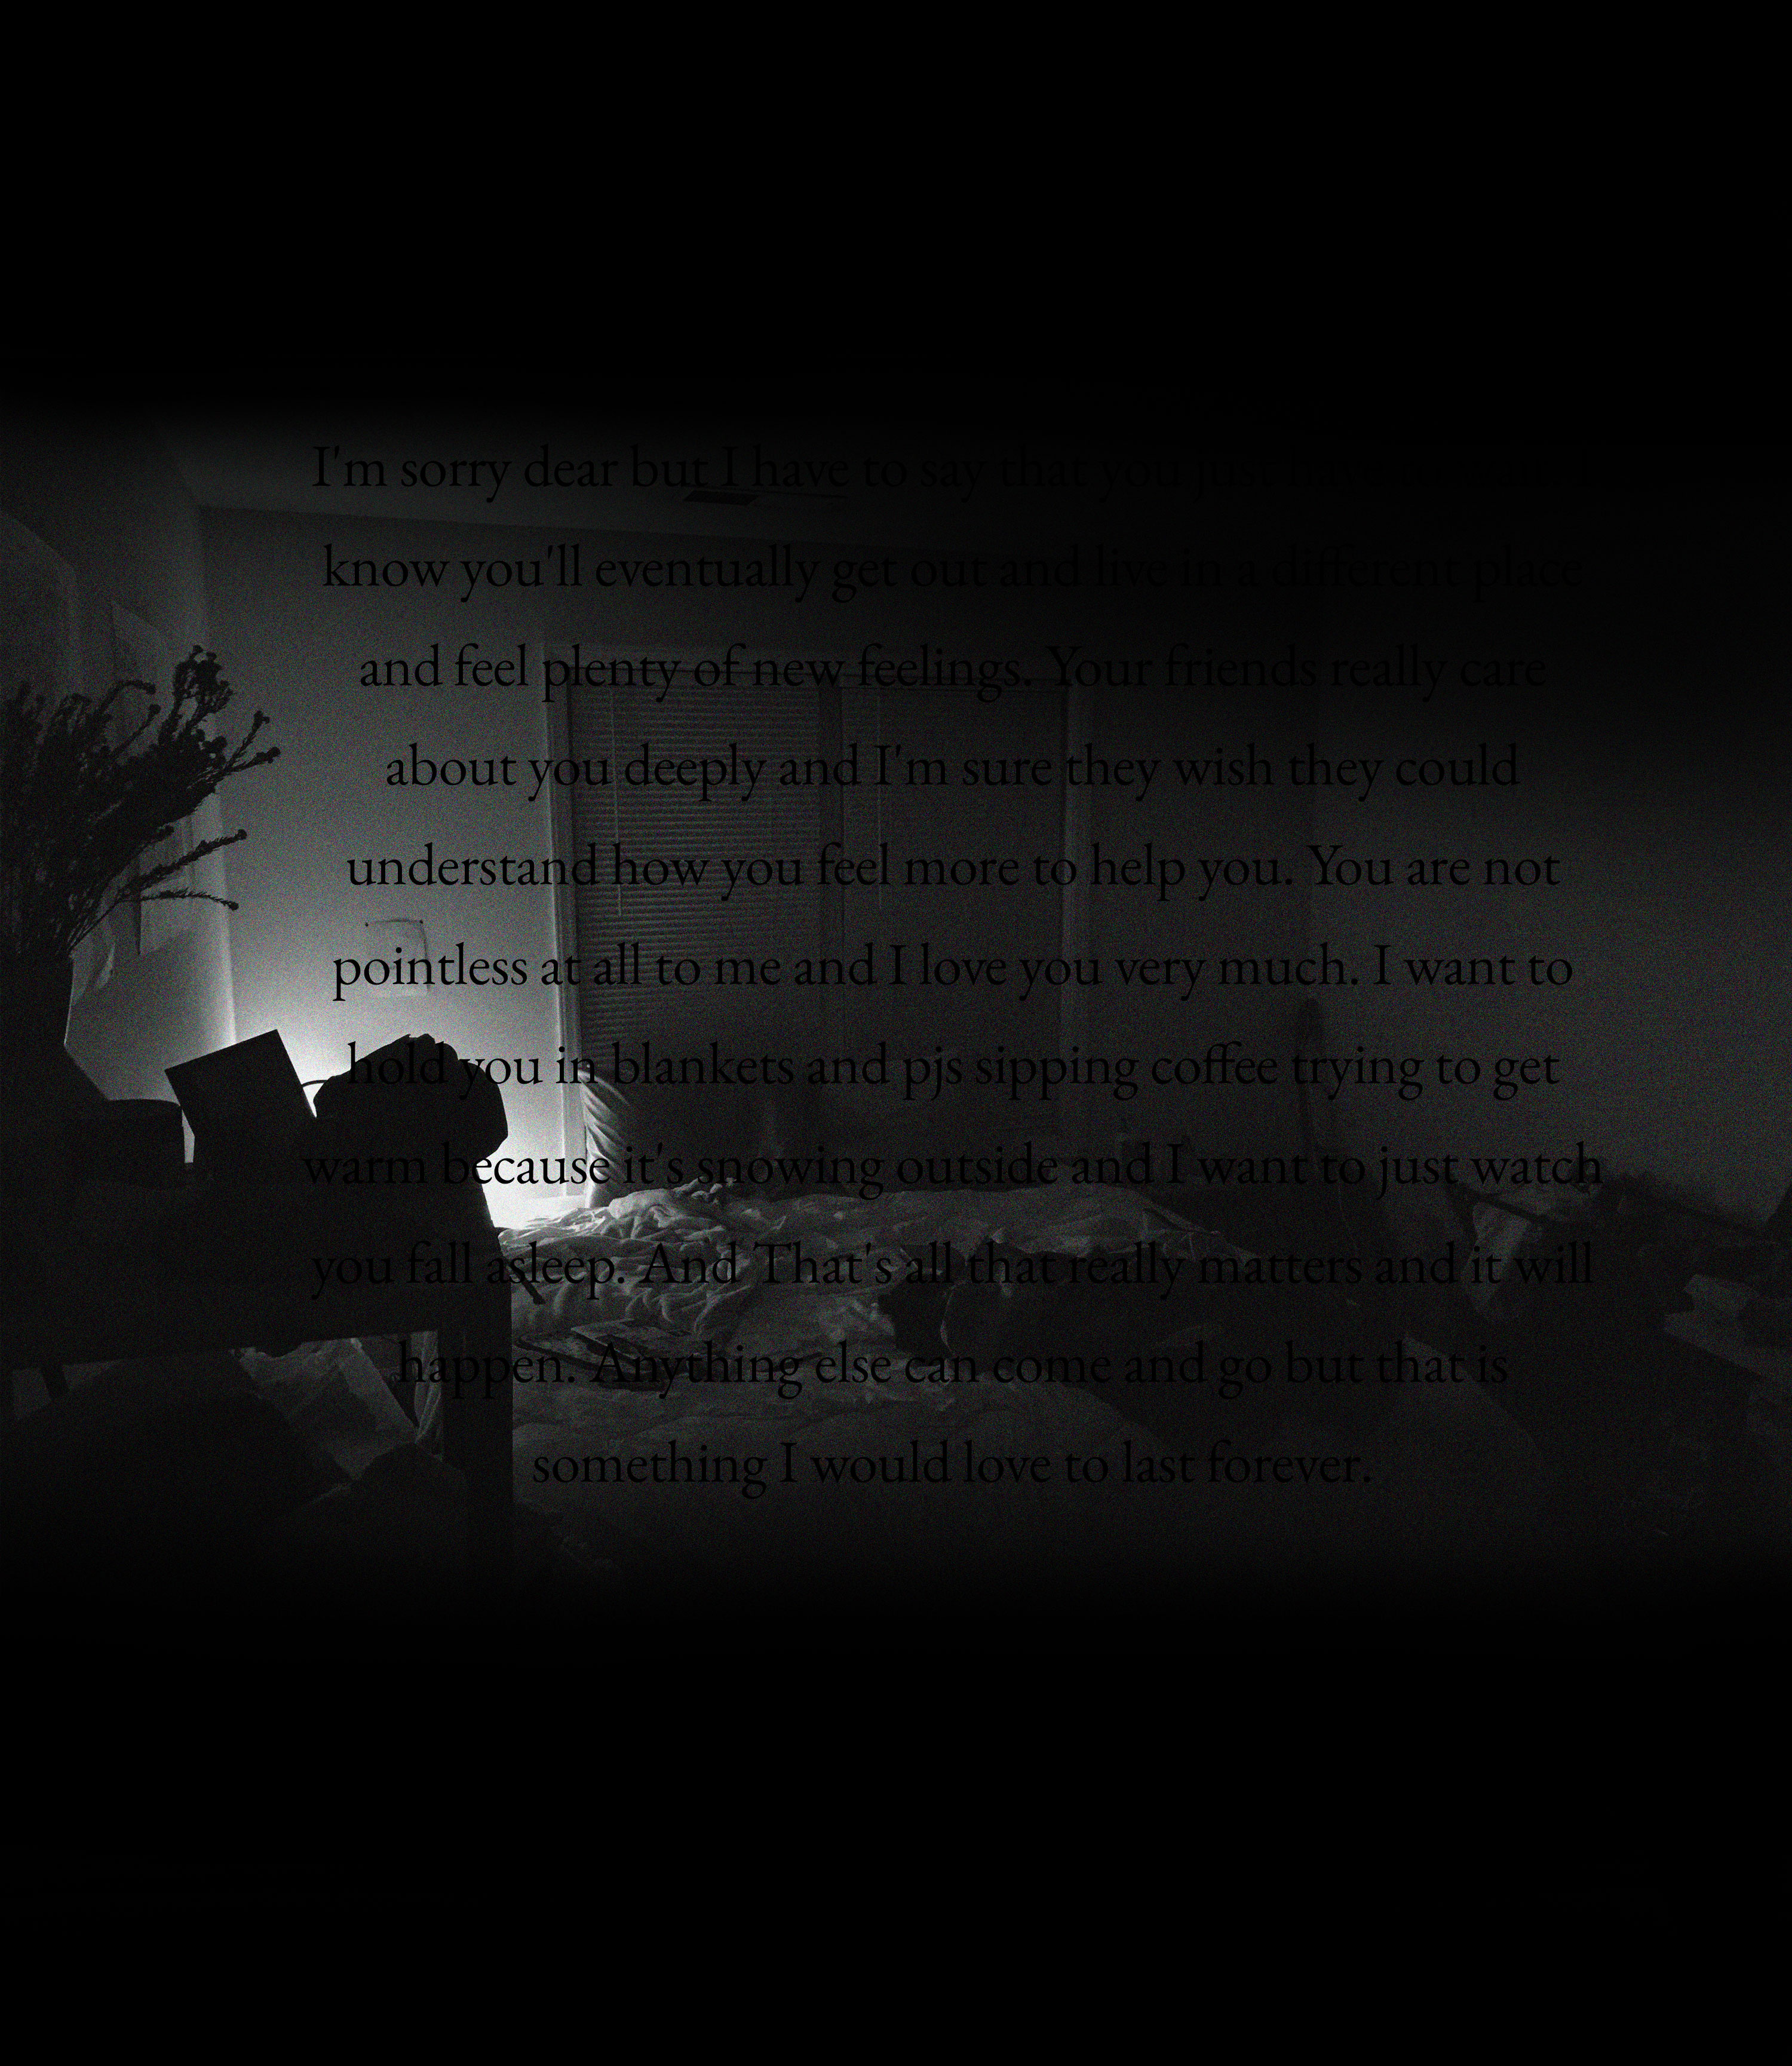 I'm sorry dear but I have to say that you just have
know you'll eventually get out and live in a different place
and feel plenty of new feelings. Your friends really care
about you deeply and I'm sure they wish they could
understand how you feel more to help you. You are not
pointless at all to me and I love you very much. I want to
hold you in blankets and pjs sipping coffee trying to get
warm because it's snowing outside and I want to just watch
you fall asleep. And That's all that really matters and it will
happen. Anything else can come and go but that is
something I would love to last forever.